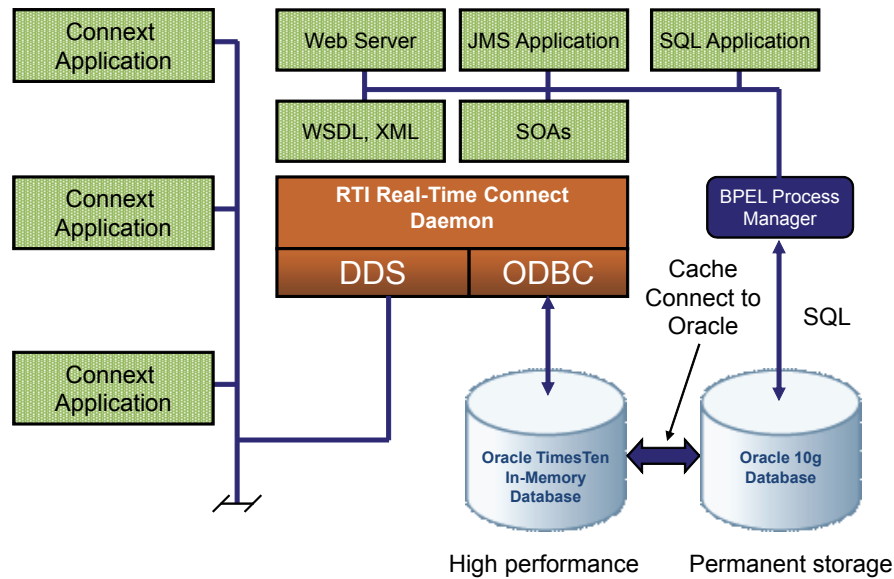 Connext
Application
Web Server
JMS Application
SQL Application
WSDL, XML
SOAs
Connext
Application
RTI Real-Time Connect
Daemon
DDS
ODBC
BPEL Process
Manager
Cache
Connect to
Oracle
SQL
Connext
Application
Oracle TimesTen
In-Memory
Database
Oracle 10g
Database
High performance
Permanent storage